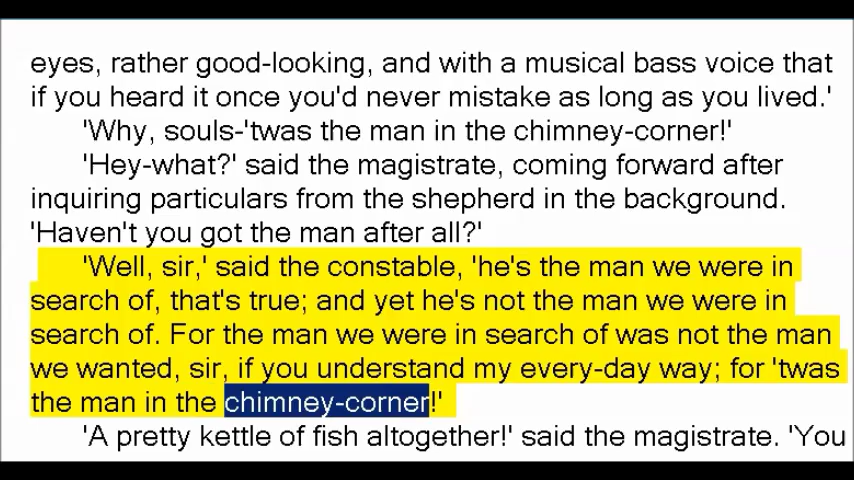 eyes, rather good-looking, and with a musical bass voice that
if you heard it once you'd never mistake as long as you lived.'
'Why, souls-'twas the man in the chimney-corner!'
'Hey-what?' said the magistrate, coming forward after
inquiring particulars from the shepherd in the background.
'Haven't you got the man after all?'
'Well, sir,' said the constable, 'he's the man we were in
search of, that's true; and yet he's not the man we were in
search of. For the man we were in search of was not the man
we wanted, sir, if you understand my every-day way; for 'twas
the man in the chimney-corner!'
'A pretty kettle of fish altogether!' said the magistrate. 'You